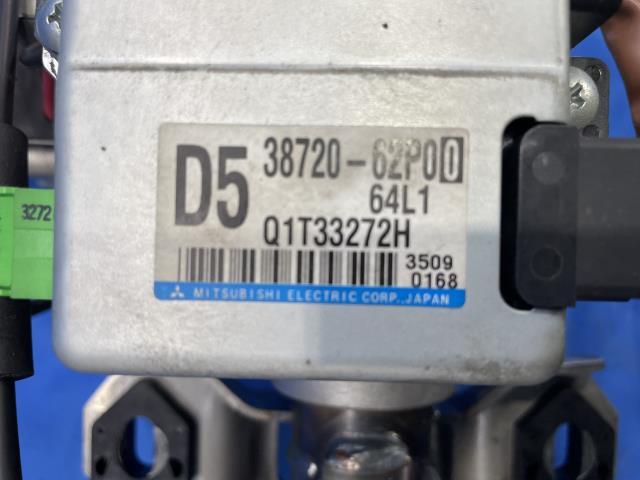 D5 38720-62P00
64L1
Q1T33272H
3509
0168
MITSUBISHI ELECTRIC CORP., JAPAN
3272